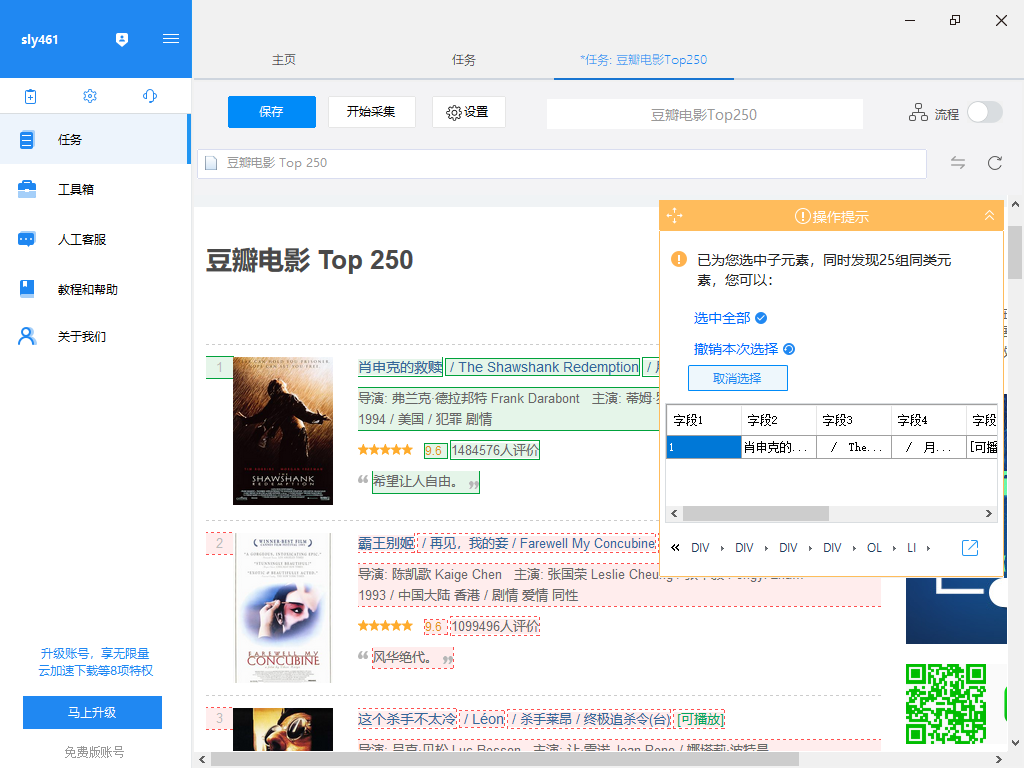 sly461
主页
任务
*任务: 豆瓣电影Top250
保存
开始采集
设置
豆瓣电影Top250
流程
豆瓣电影 Top 250
任务
工具箱
人工客服
教程和帮助
关于我们
升级账号，享无限量
云加速下载等8项特权
马上升级
免费版账号
操作提示
已为您选中子元素，同时发现25组同类元
素，您可以：
选中全部
撤销本次选择
取消选择
字段1 字段2 字段3 字段4 字段
1 肖申克的... / The... / 月... [可播
« DIV › DIV › DIV › DIV › OL › LI ›
豆瓣电影 Top 250
1
肖申克的救赎 / The Shawshank Redemption /
导演: 弗兰克·德拉邦特 Frank Darabont 主演: 蒂姆·
1994 / 美国 / 犯罪 剧情
9.6 1484576人评价
希望让人自由。
THE
SHAWSHANK
REDEMPTION
2
霸王别姬 / 再见，我的妾 / Farewell My Concubine
导演: 陈凯歌 Kaige Chen 主演: 张国荣 Leslie Cheung
1993 / 中国大陆 香港 / 剧情 爱情 同性
9.6 1099496人评价
风华绝代。
WINNER-BEST FILM
FAREWELL MY
CONCUBINE
3
这个杀手不太冷 / Léon / 杀手莱昂 / 终极追杀令(台) [可播放]
导演: 吕克·贝松 Luc Besson 主演: 让·雷诺 Jean Reno / 娜塔莉·波特曼